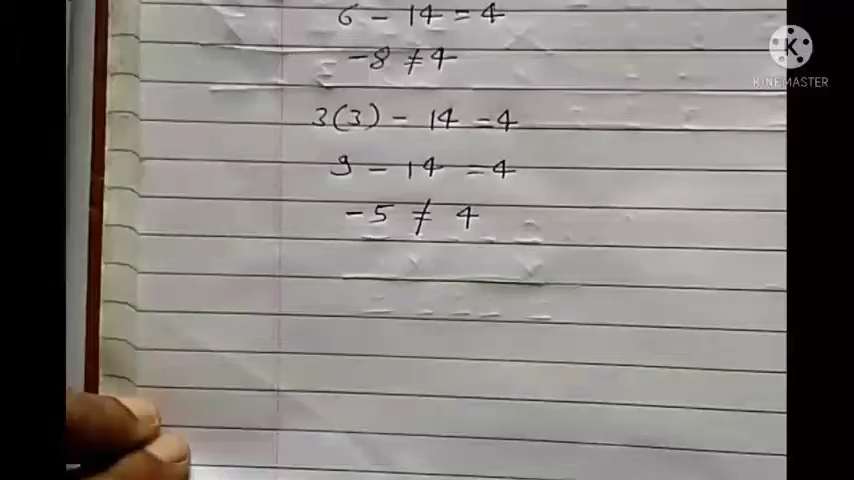 6 - 14 = 4
-8 ≠ 4
3(3) - 14 = 4
9 - 14 = 4
-5 ≠ 4
K
KINEMASTER